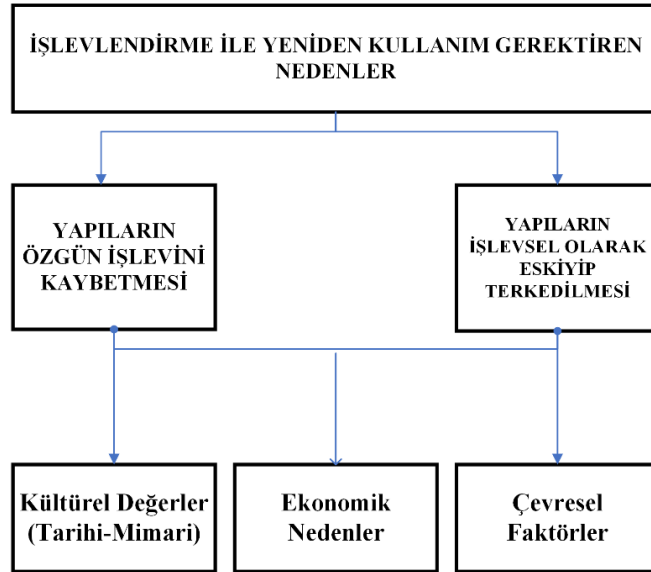 İŞLEVLENDİRME İLE YENİDEN KULLANIM GEREKTİREN
NEDENLER
YAPILARIN
ÖZGÜN İŞLEVİNİ
KAYBETMESİ
YAPILARIN
İŞLEVSEL OLARAK
ESKİYİP
TERKEDİLMESİ
Kültürel Değerler
(Tarihi-Mimari)
Ekonomik
Nedenler
Çevresel
Faktörler